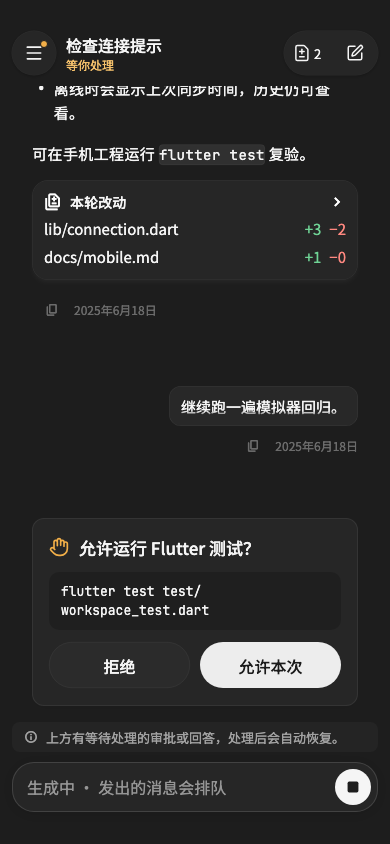 检查连接提示
等你处理
2
• 离线时会显示上次同步时间，历史仍可查
看。
可在手机工程运行 flutter test 复验。
本轮改动
lib/connection.dart +3 −2
docs/mobile.md +1 −0
2025年6月18日
继续跑一遍模拟器回归。
2025年6月18日
允许运行 Flutter 测试？
flutter test test/
workspace_test.dart
拒绝
允许本次
上方有等待处理的审批或回答，处理后会自动恢复。
生成中 · 发出的消息会排队